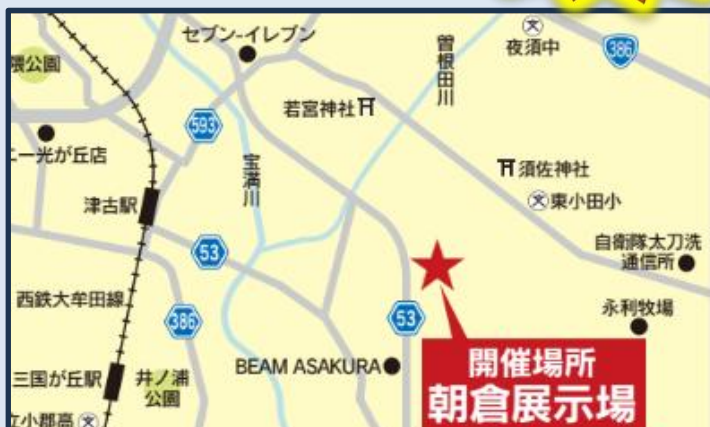 セブン-イレブン
夜須中
386
隈公園
曽根田川
若宮神社
593
ニー光が丘店
宝満川
須佐神社
東小田小
津古駅
自衛隊太刀洗
通信所
53
西鉄大牟田線
386
53
永利牧場
BEAM ASAKURA
開催場所
朝倉展示場
三国が丘駅
井ノ浦
公園
立小郡高